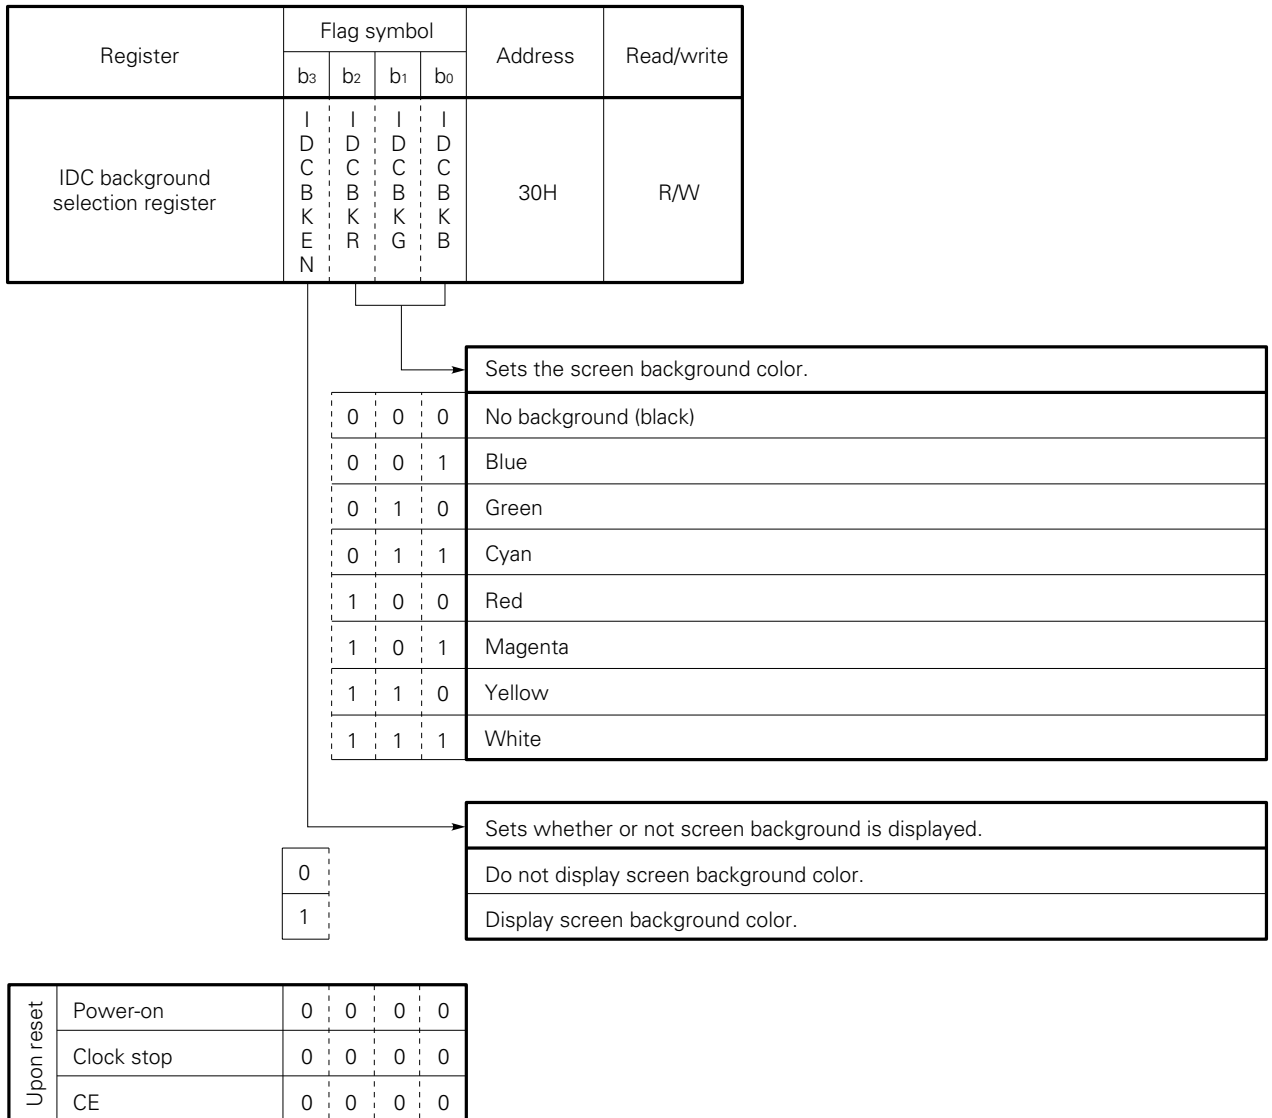 Register Flag symbol Address Read/write
b3 b2 b1 b0
IDC background selection register IDCBKEN IDCBKR IDCBKG IDCBKB 30H R/W
Sets the screen background color.
0 0 0 No background (black)
0 0 1 Blue
0 1 0 Green
0 1 1 Cyan
1 0 0 Red
1 0 1 Magenta
1 1 0 Yellow
1 1 1 White
Sets whether or not screen background is displayed.
0 Do not display screen background color.
1 Display screen background color.
Upon reset
Power-on 0 0 0 0
Clock stop 0 0 0 0
CE 0 0 0 0